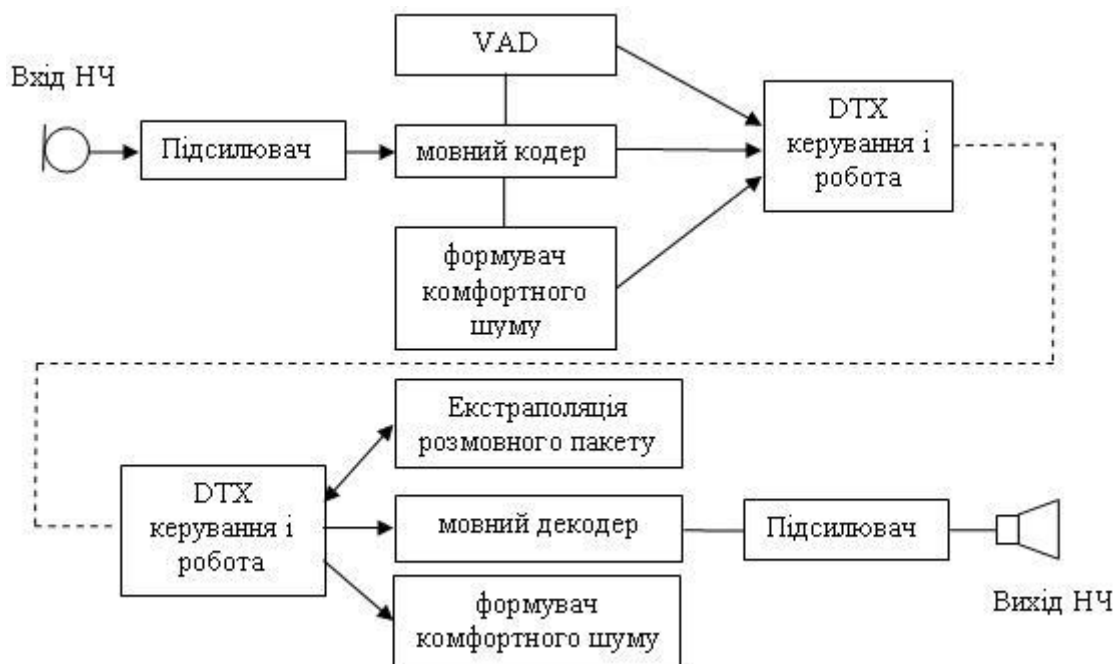 VAD
Вхід НЧ
Підсилювач
мовний кодер
DTX
керування і
робота
формувач
комфортного
шуму
Екстраполяція
розмовного пакету
DTX
керування і
робота
мовний декодер
Підсилювач
формувач
комфортного шуму
Вихід НЧ